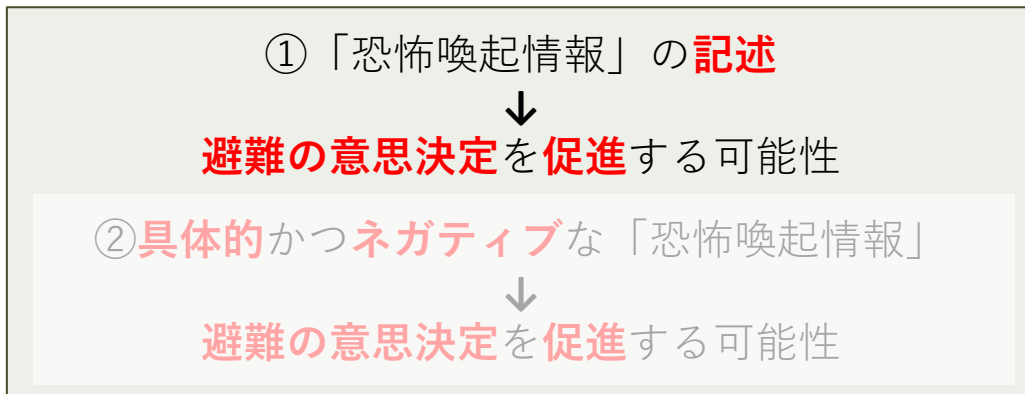 ①「恐怖喚起情報」の記述
↓
避難の意思決定を促進する可能性
②具体的かつネガティブな「恐怖喚起情報」
↓
避難の意思決定を促進する可能性